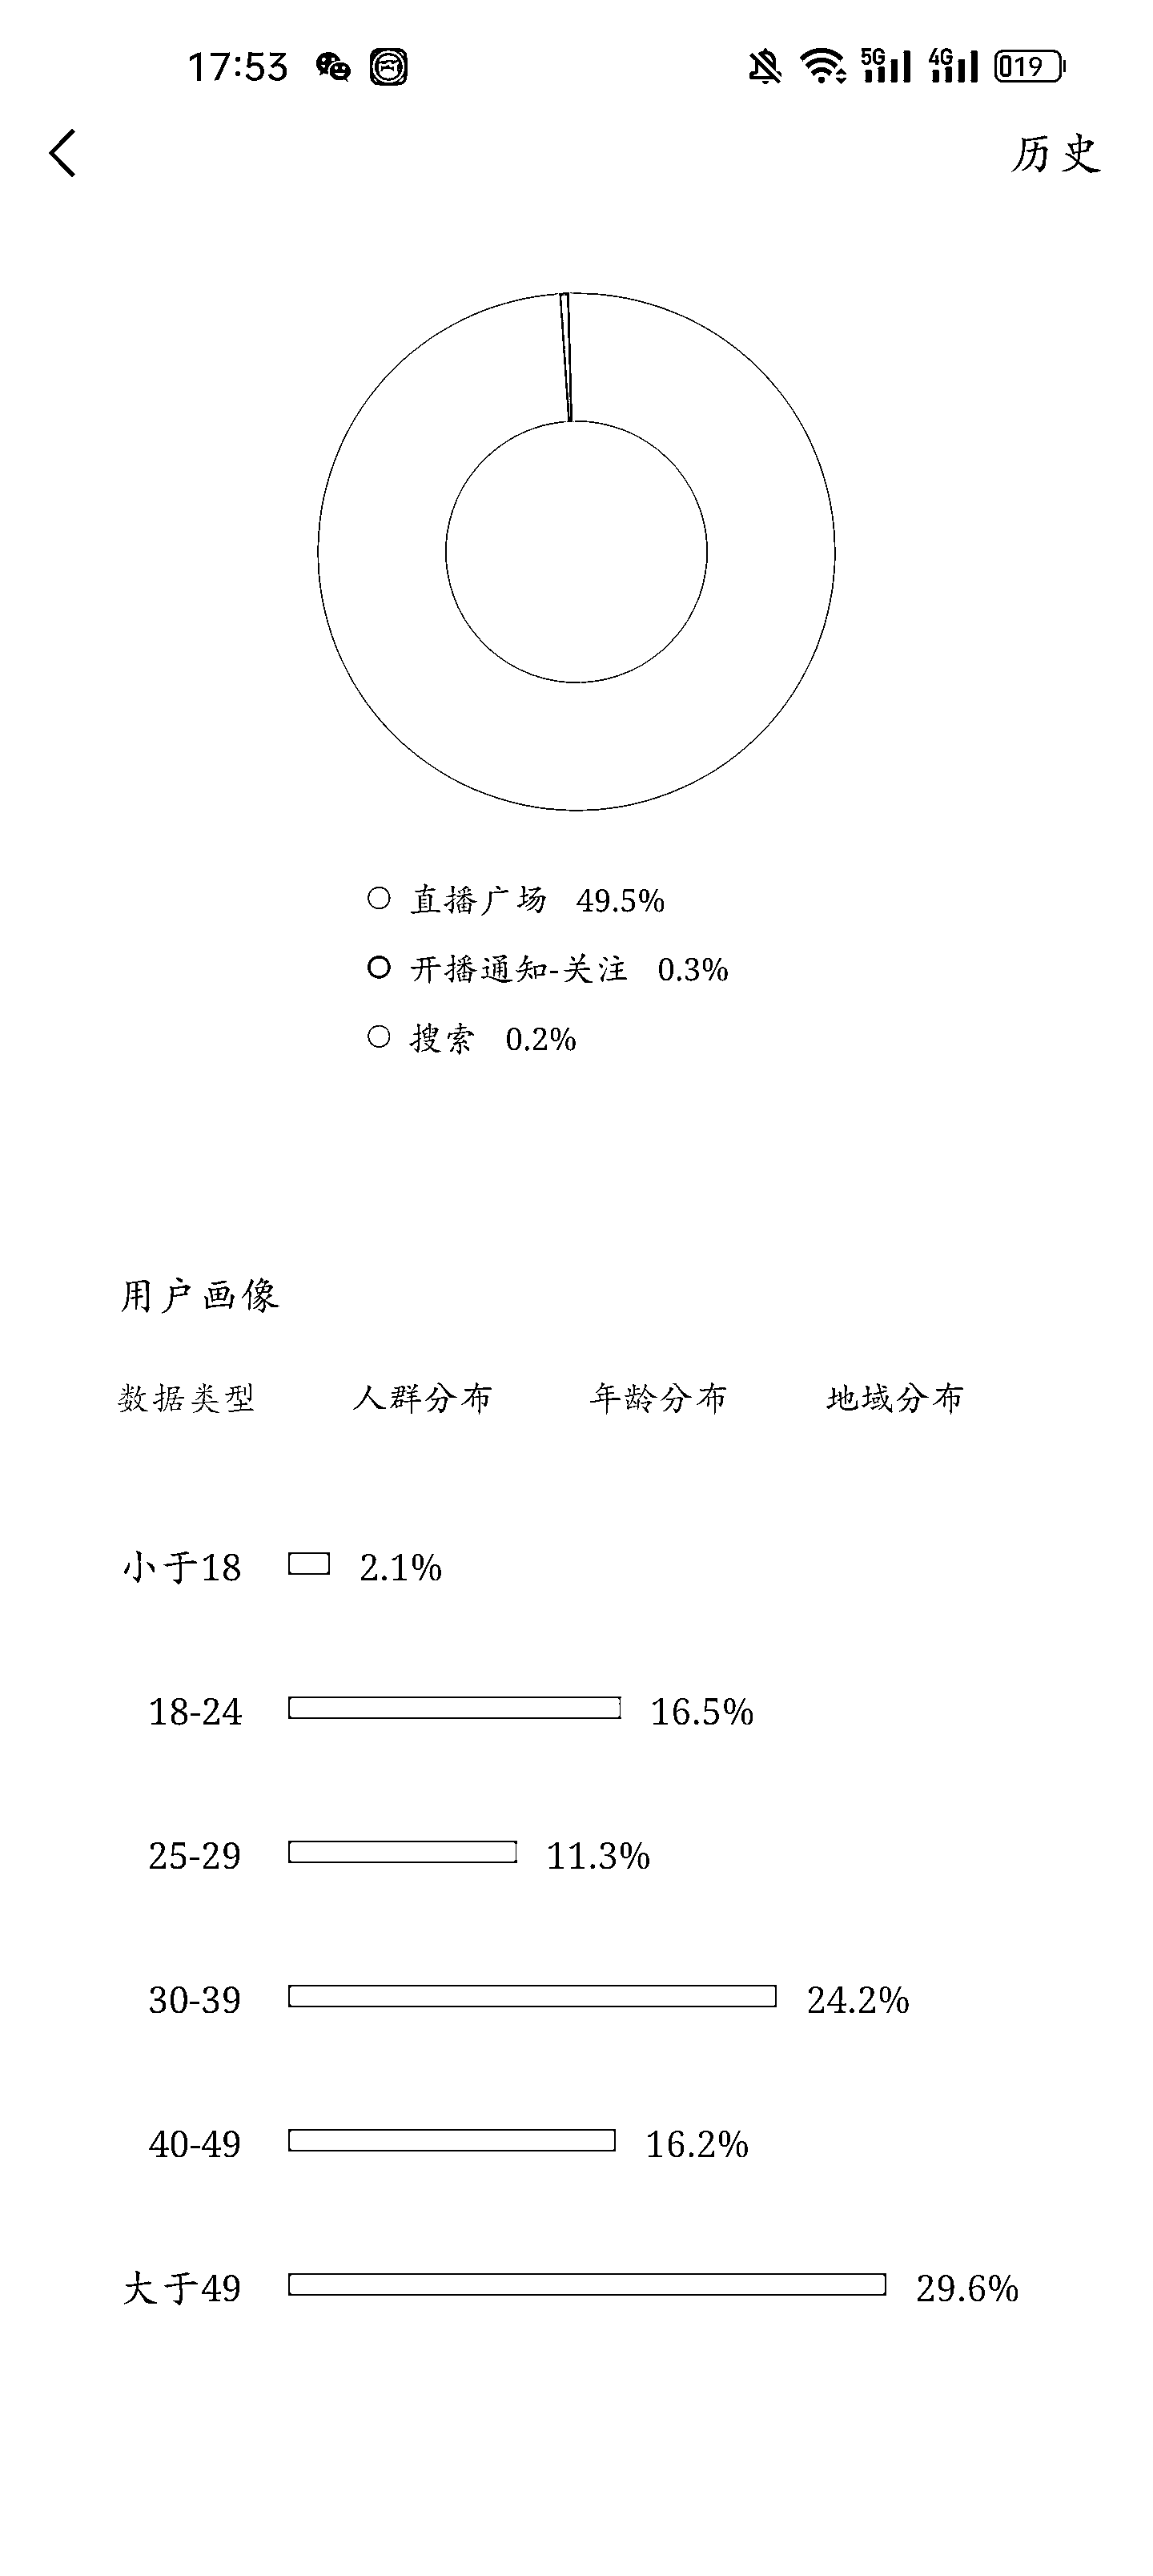 17:53 5G 4G 19
历史
直播广场 49.5%
开播通知-关注 0.3%
搜索 0.2%
用户画像
数据类型 人群分布 年龄分布 地域分布
小于18 2.1%
18-24 16.5%
25-29 11.3%
30-39 24.2%
40-49 16.2%
大于49 29.6%